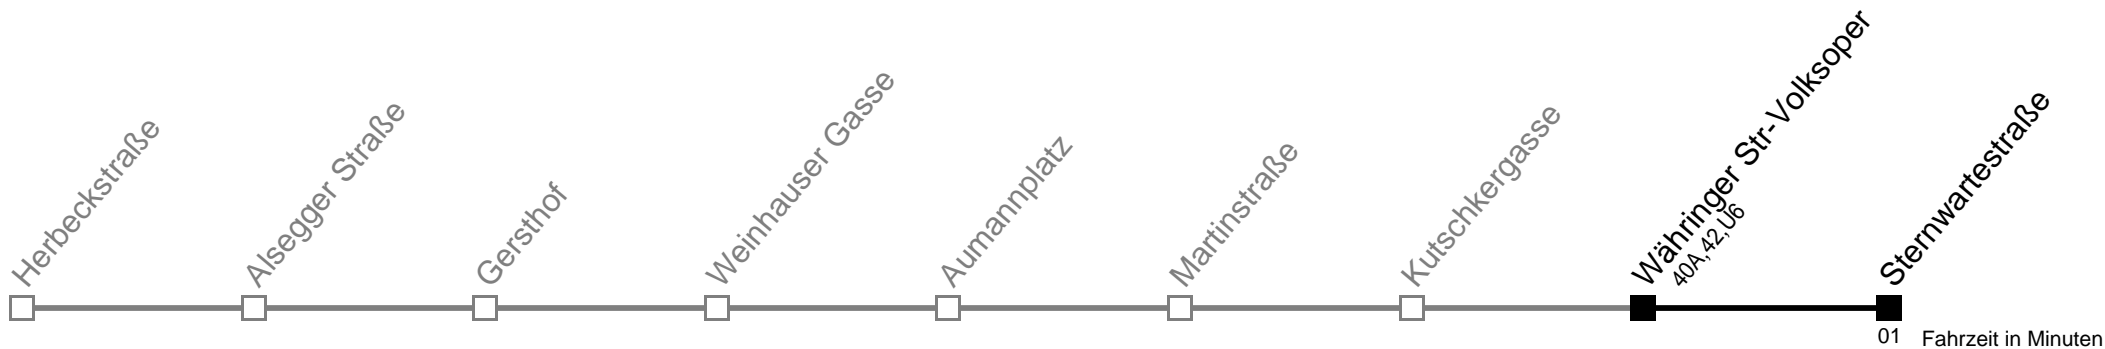 Herbeckstraße
Alsegger Straße
Gersthof
Weinhauser Gasse
Aumannplatz
Martinstraße
Kutschkergasse
Währinger Str-Volksoper
40A,42,U6
Sternwartestraße
01 Fahrzeit in Minuten